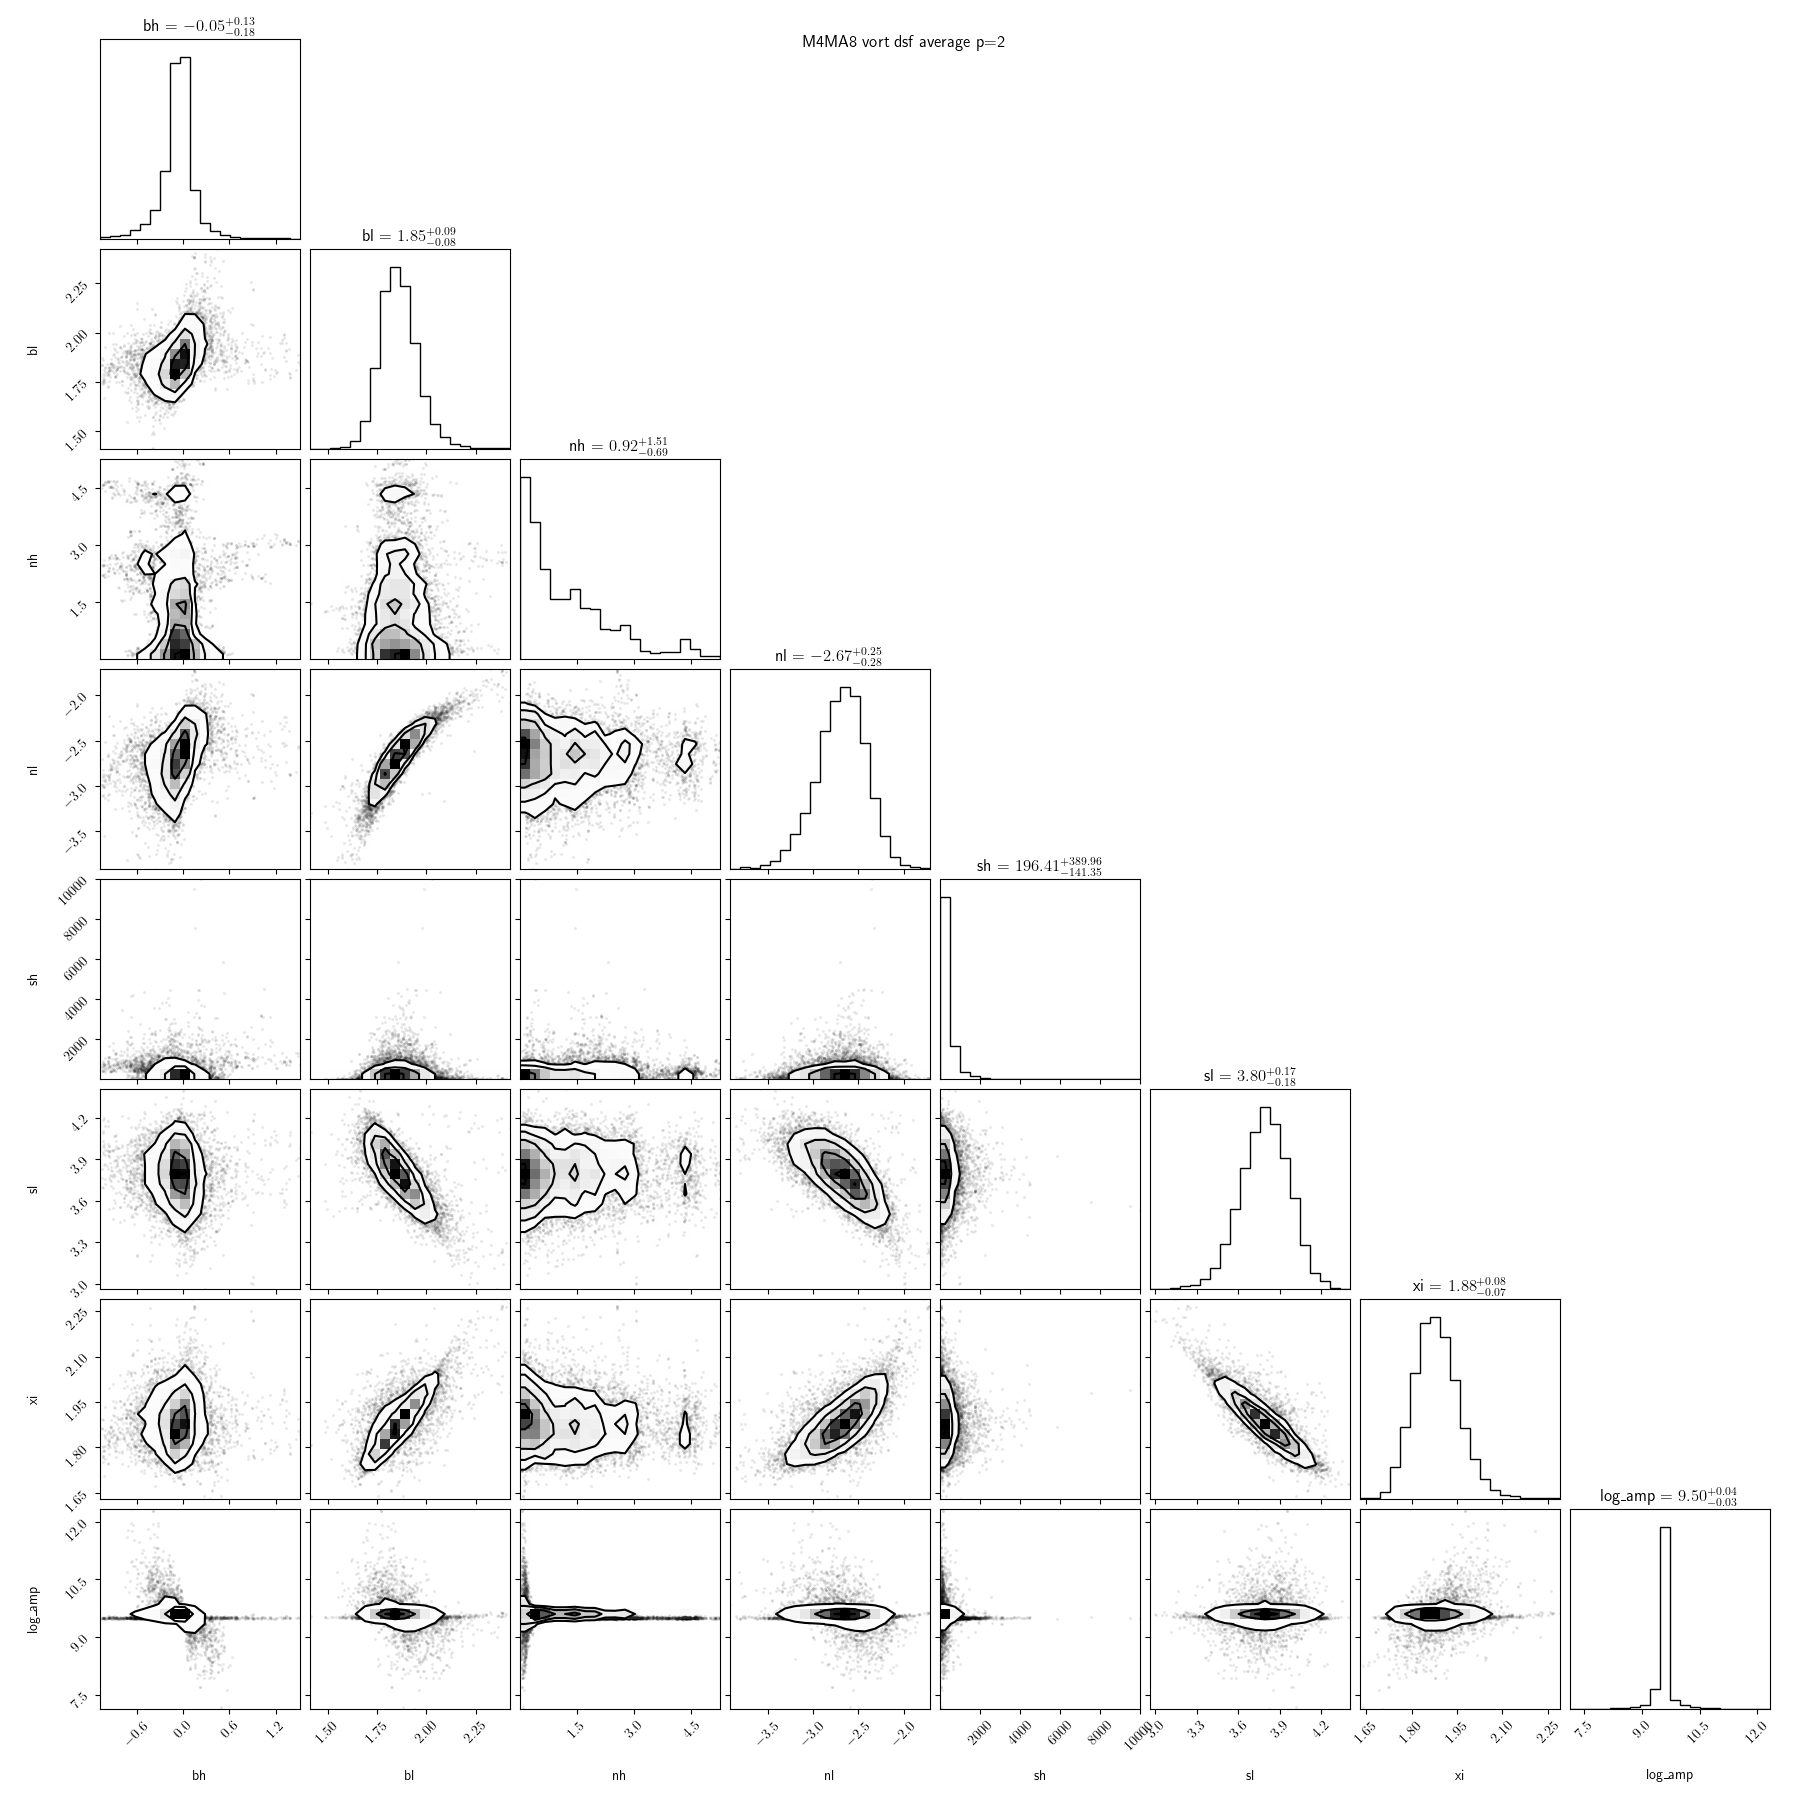 bh = −0.05+0.13−0.18
M4MA8 vort dsf average p=2
bl = 1.85+0.09−0.08
2.25
2.00
1.75
1.50
bl
nh = 0.92+1.51−0.69
4.5
3.0
1.5
nh
nl = −2.67+0.25−0.28
−2.0
−2.5
−3.0
−3.5
nl
sh = 196.41+389.96−141.35
10000
8000
6000
4000
2000
sh
sl = 3.80+0.17−0.18
4.2
3.9
3.6
3.3
3.0
sl
xi = 1.88+0.08−0.07
2.25
2.10
1.95
1.80
1.65
xi
log_amp = 9.50+0.04−0.03
12.0
10.5
9.0
7.5
log_amp
−0.6 0.0 0.6 1.2 1.50 1.75 2.00 2.25 1.5 3.0 4.5 −3.5 −3.0 −2.5 −2.0 2000 4000 6000 8000 10000 3.0 3.3 3.6 3.9 4.2 1.65 1.80 1.95 2.10 2.25 7.5 9.0 10.5 12.0
bh bl nh nl sh sl xi log_amp